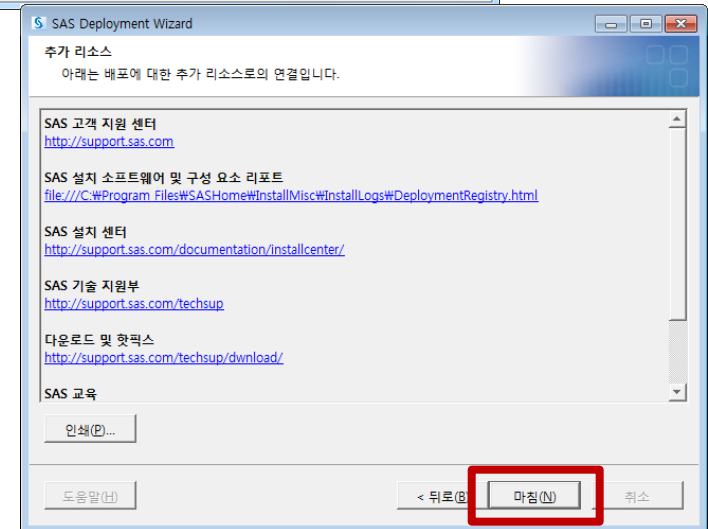 SAS Deployment Wizard
추가 리소스
아래는 배포에 대한 추가 리소스로의 연결입니다.
SAS 고객 지원 센터
http://support.sas.com
SAS 설치 소프트웨어 및 구성 요소 리포트
file:///C:₩Program Files₩SASHome₩InstallMisc₩InstallLogs₩DeploymentRegistry.html
SAS 설치 센터
http://support.sas.com/documentation/installcenter/
SAS 기술 지원부
http://support.sas.com/techsup
다운로드 및 핫픽스
http://support.sas.com/techsup/dwnload/
SAS 교육
인쇄(P)...
도움말(H)
< 뒤로(B)
마침(N)
취소